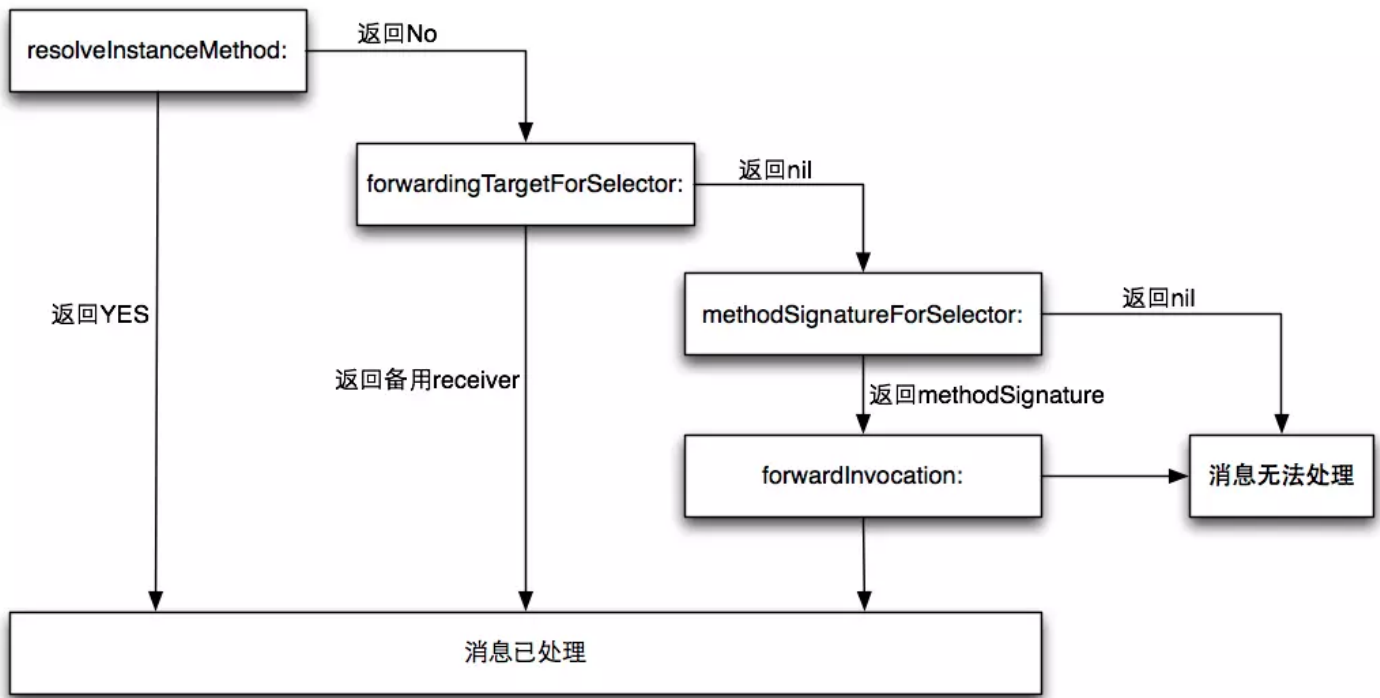 resolveInstanceMethod:
返回No
forwardingTargetForSelector:
返回nil
methodSignatureForSelector:
返回nil
返回YES
返回备用receiver
返回methodSignature
forwardInvocation:
消息无法处理
消息已处理